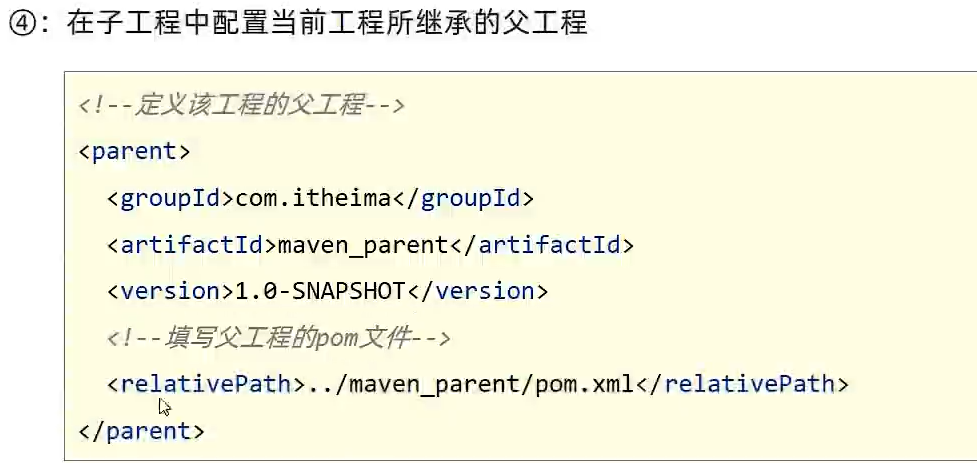 ④：在子工程中配置当前工程所继承的父工程
<!--定义该工程的父工程-->
<parent>
<groupId>com.itheima</groupId>
<artifactId>maven_parent</artifactId>
<version>1.0-SNAPSHOT</version>
<!--填写父工程的pom文件-->
<relativePath>../maven_parent/pom.xml</relativePath>
</parent>